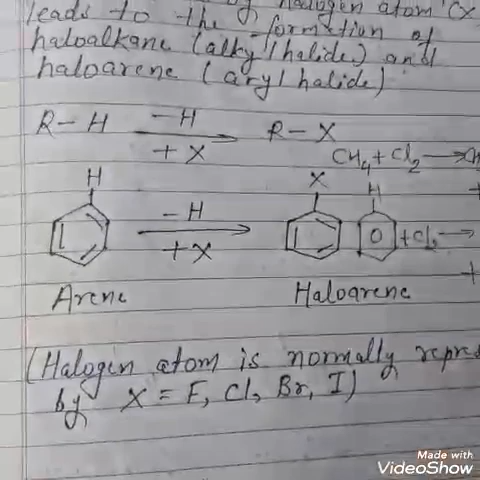 leads to the formation of
haloalkane (alkyl halide) and
haloarene (aryl halide)
R-H −H +X R-X
CH₄ + Cl₂ →
H X H
−H +X + Cl₂ →
Arene Haloarene
(Halogen atom is normally
by X = F, Cl, Br, I)
Made with
VideoShow